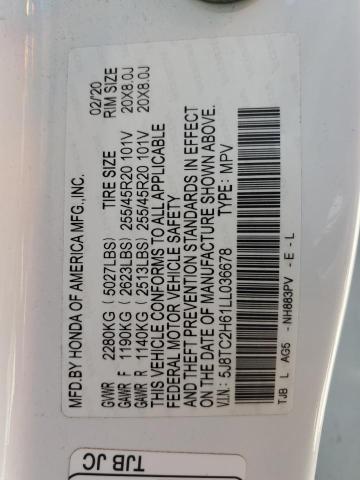 MFD.BY HONDA OF AMERICA MFG.,INC. 02/'20
GVWR 2280KG (5027LBS) TIRE SIZE RIM SIZE
GAWR F 1190KG (2623LBS) 255/45R20 101V 20X8.0J
GAWR R 1140KG (2513LBS) 255/45R20 101V 20X8.0J
THIS VEHICLE CONFORMS TO ALL APPLICABLE
FEDERAL MOTOR VEHICLE SAFETY
AND THEFT PREVENTION STANDARDS IN EFFECT
ON THE DATE OF MANUFACTURE SHOWN ABOVE.
V.I.N.: 5J8TC2H61LL036678 TYPE: MPV
TJB L AG5 - NH883PV - E - L
TJB JC